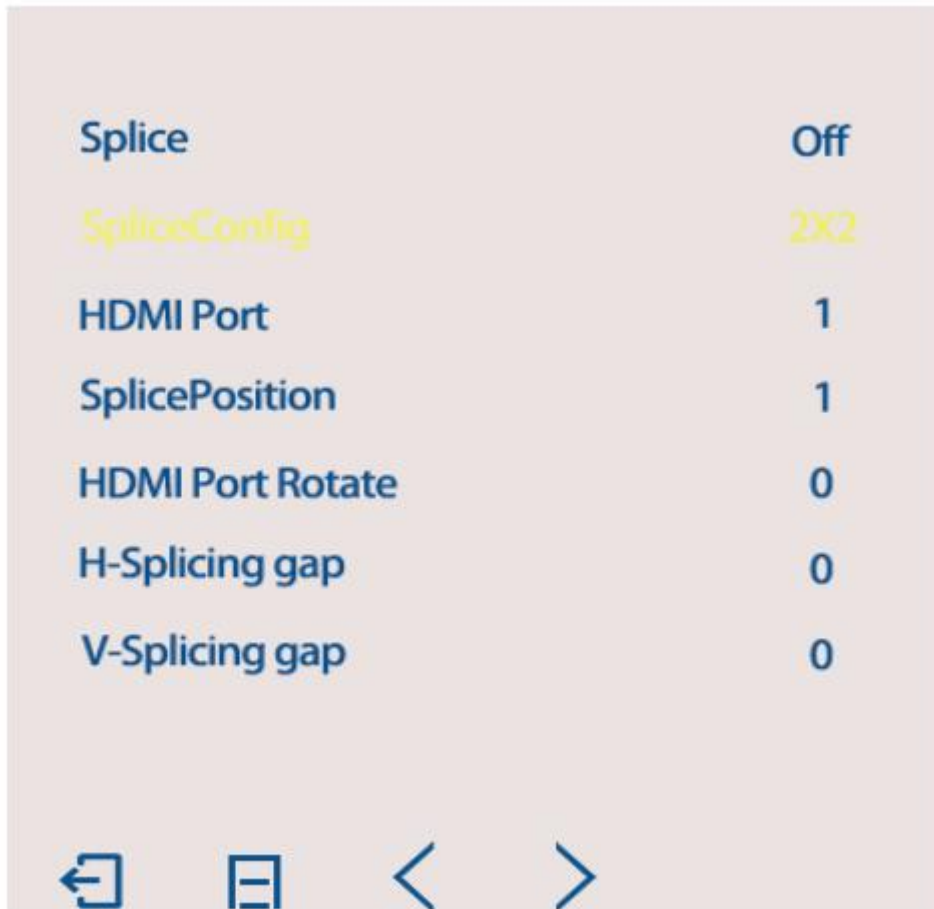 Splice Off
SpliceConfig 2X2
HDMI Port 1
SplicePosition 1
HDMI Port Rotate 0
H-Splicing gap 0
V-Splicing gap 0